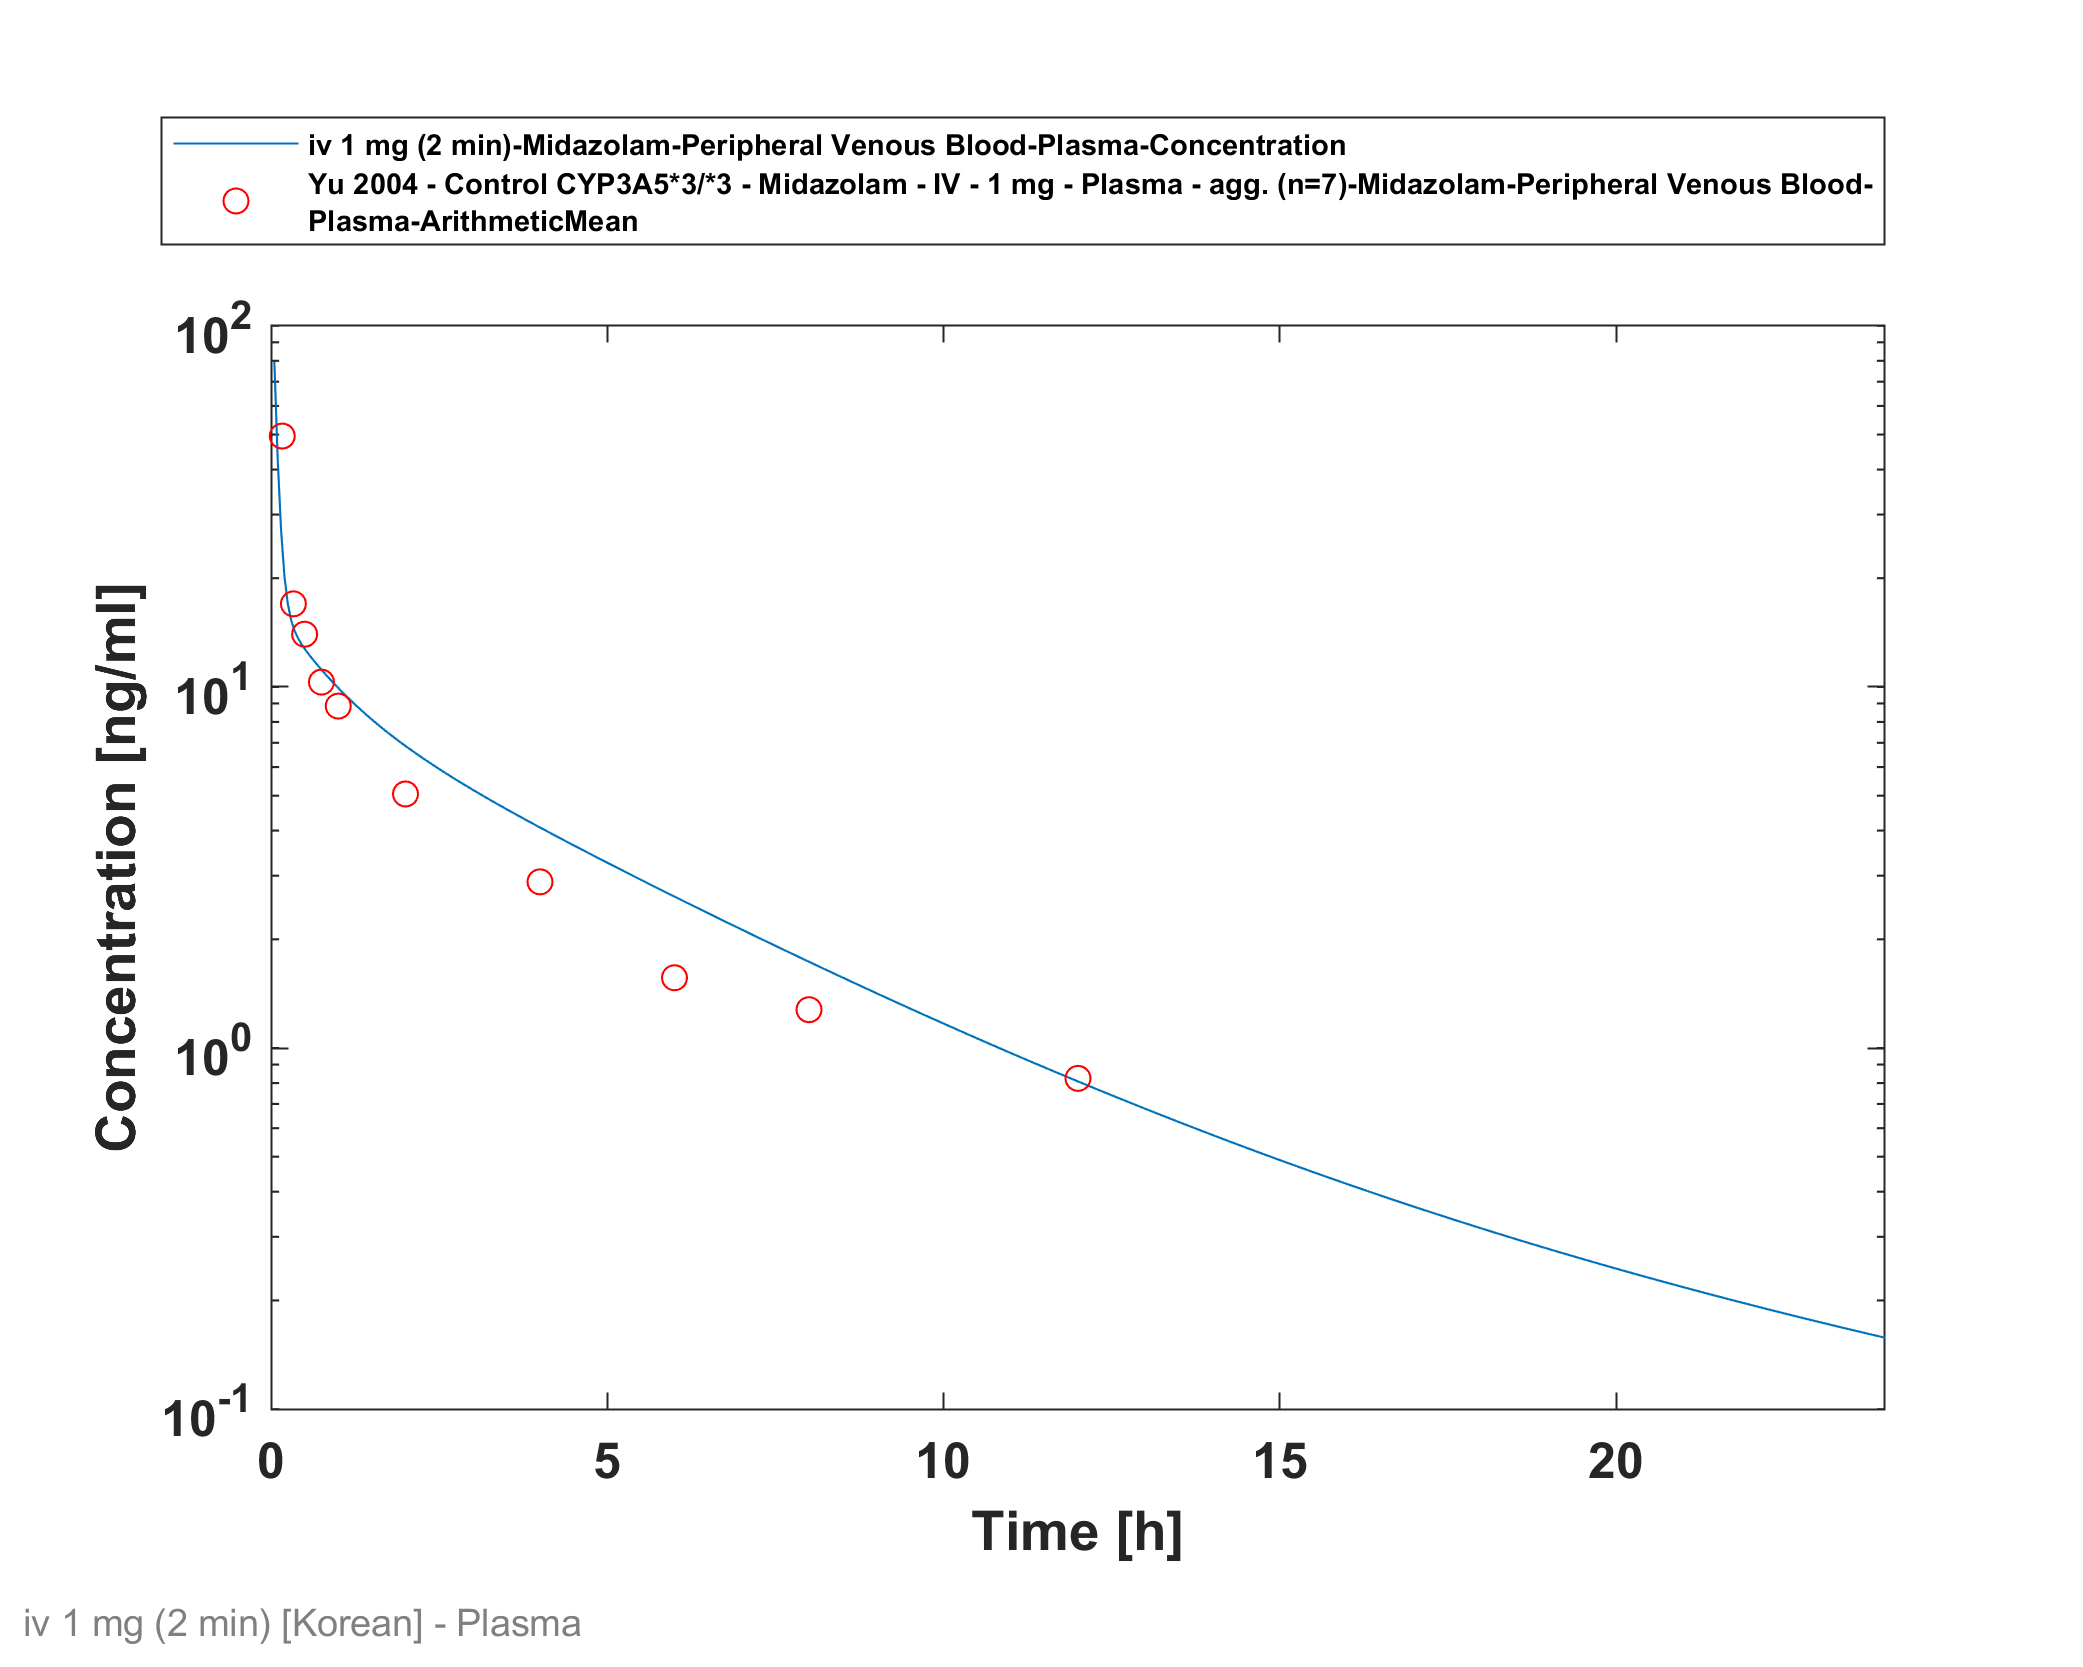 iv 1 mg (2 min)-Midazolam-Peripheral Venous Blood-Plasma-Concentration
Yu 2004 - Control CYP3A5*3/*3 - Midazolam - IV - 1 mg - Plasma - agg. (n=7)-Midazolam-Peripheral Venous Blood-
Plasma-ArithmeticMean
10^2
10^1
10^0
10^-1
Concentration [ng/ml]
0 5 10 15 20
Time [h]
iv 1 mg (2 min) [Korean] - Plasma